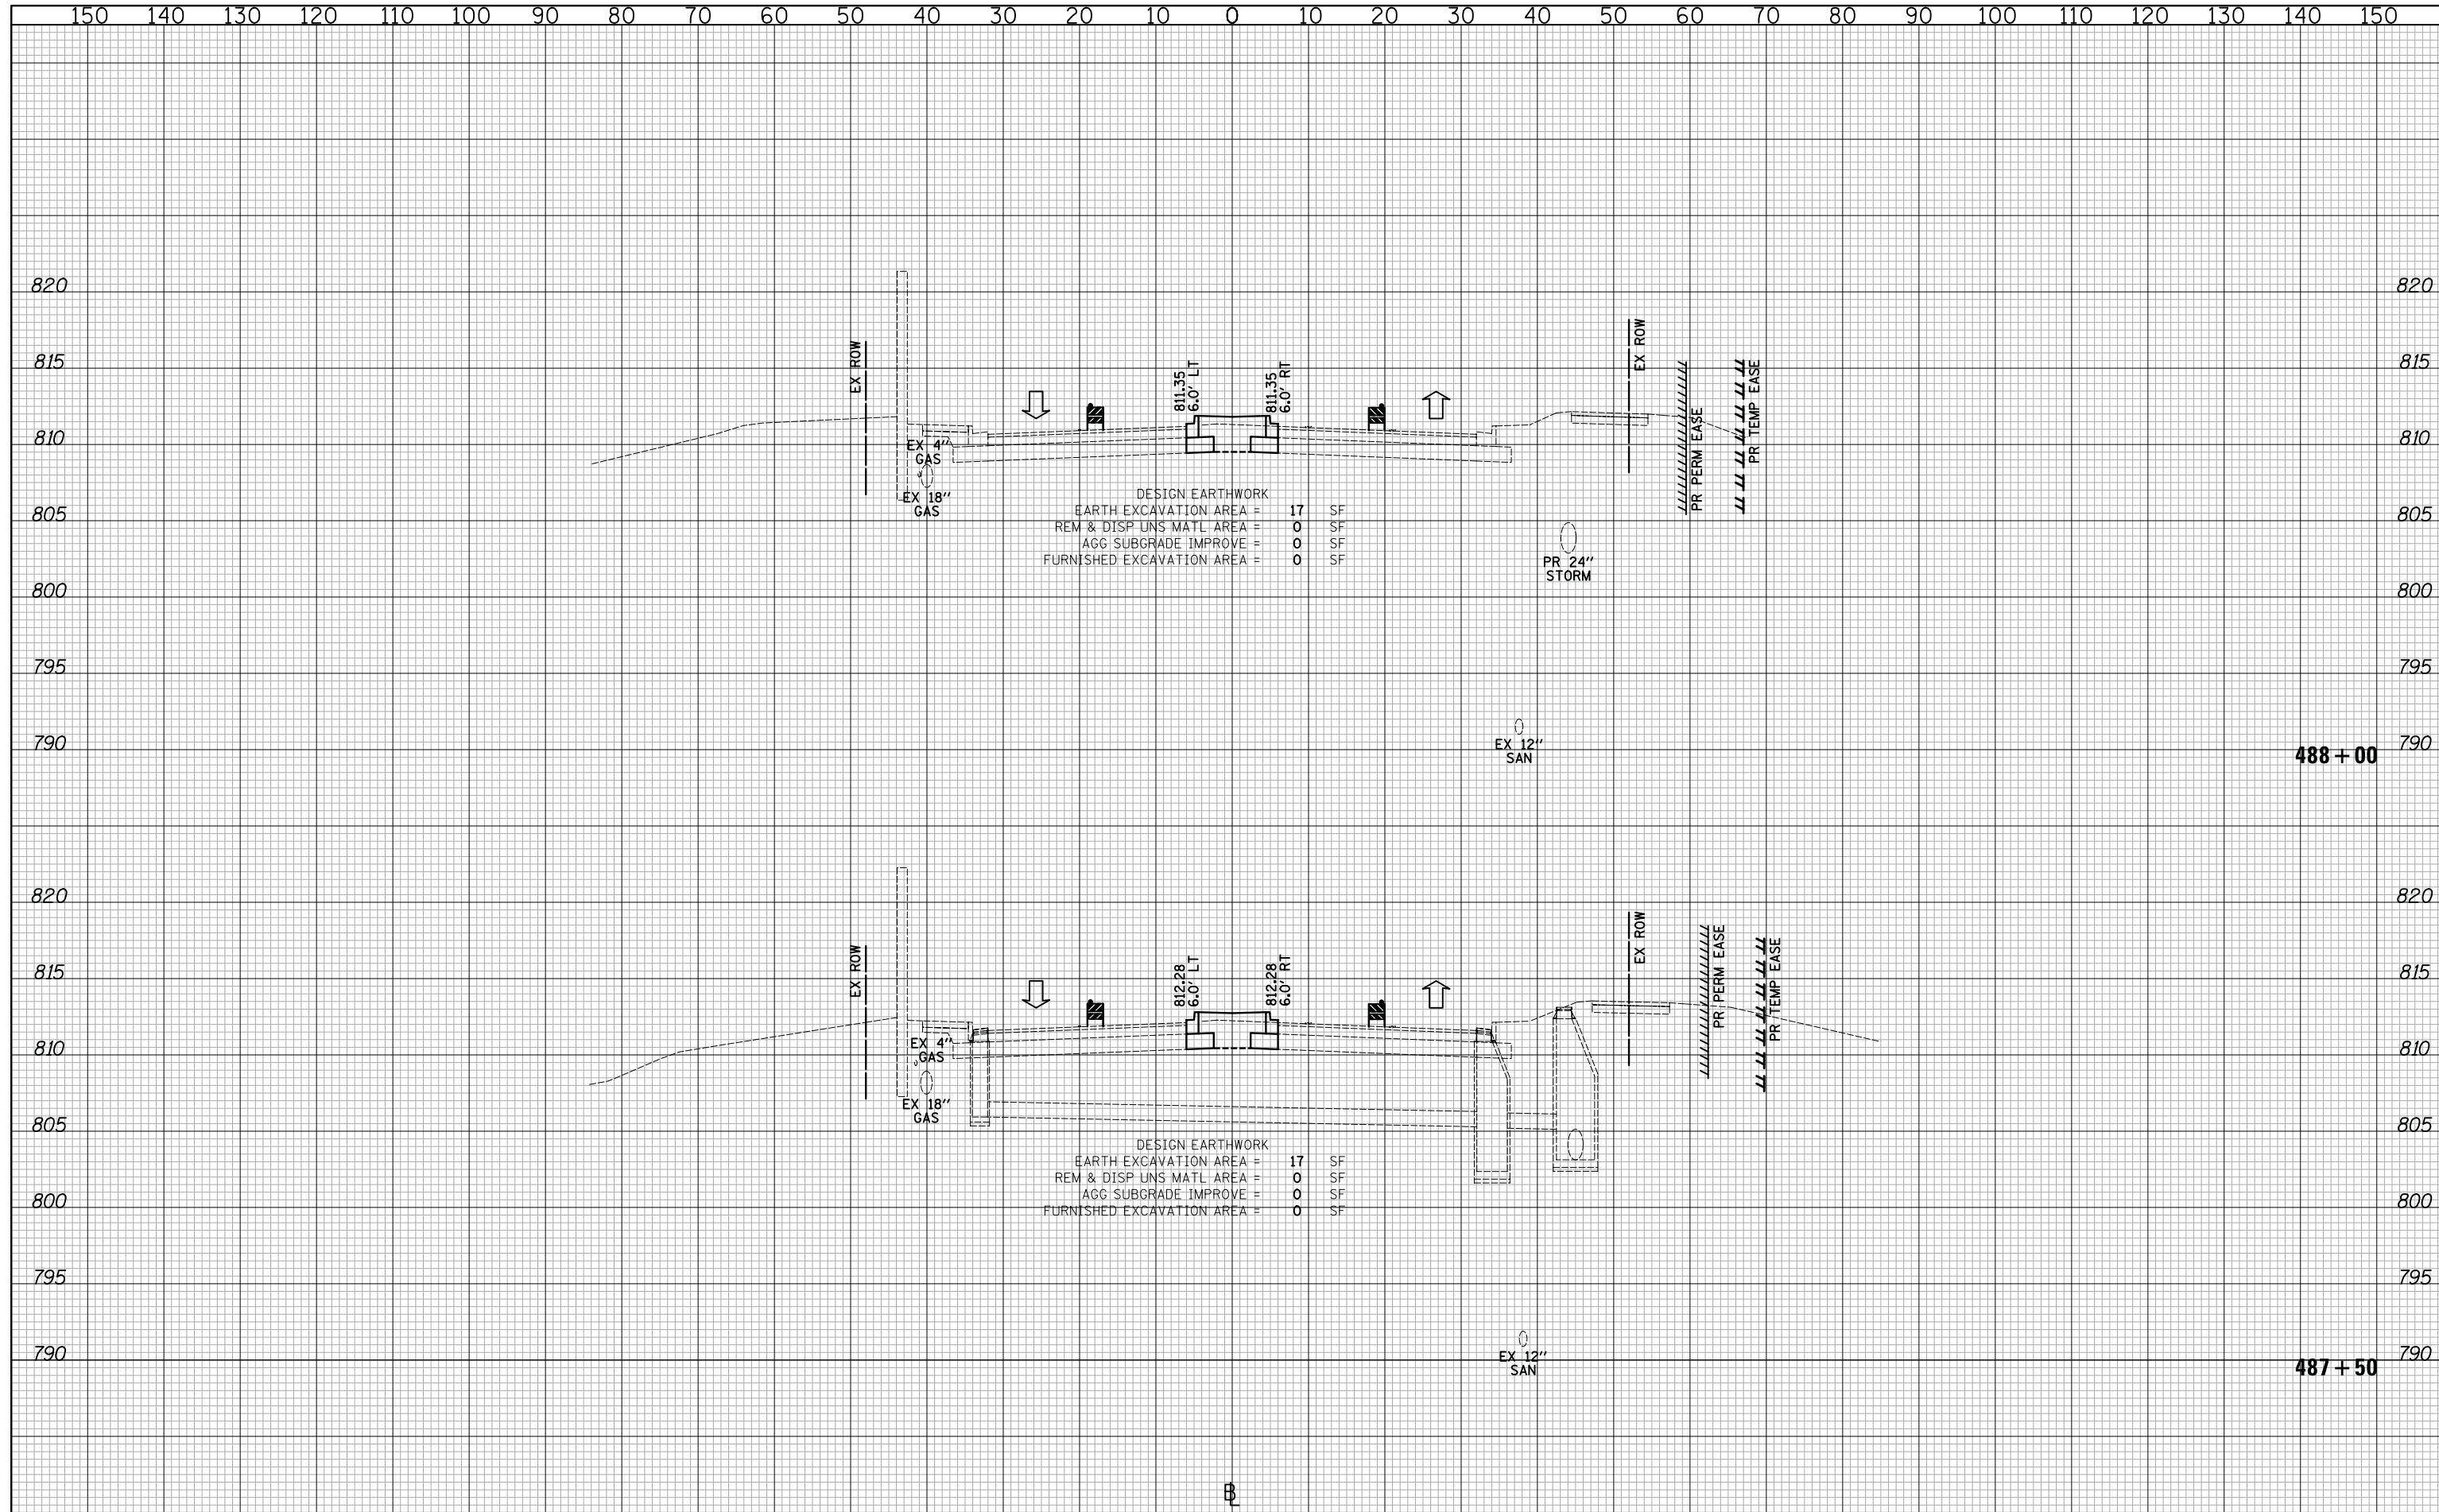 150 140 130 120 110 100 90 80 70 60 50 40 30 20 10 0 10 20 30 40 50 60 70 80 90 100 110 120 130 140 150
820 820
815 815
810 810
805 805
800 800
795 795
790 790
EX ROW
EX 4" GAS
EX 18" GAS
811.35
6.0' LT
811.35
6.0' RT
EX ROW
PR PERM EASE
PR TEMP EASE
DESIGN EARTHWORK
EARTH EXCAVATION AREA = 17 SF
REM & DISP UNS MATL AREA = 0 SF
AGG SUBGRADE IMPROVE = 0 SF
FURNISHED EXCAVATION AREA = 0 SF
PR 24"
STORM
EX 12"
SAN
488+00
820 820
815 815
810 810
805 805
800 800
795 795
790 790
EX ROW
EX 4"
GAS
EX 18"
GAS
812.28
6.0' LT
812.28
6.0' RT
EX ROW
PR PERM EASE
PR TEMP EASE
DESIGN EARTHWORK
EARTH EXCAVATION AREA = 17 SF
REM & DISP UNS MATL AREA = 0 SF
AGG SUBGRADE IMPROVE = 0 SF
FURNISHED EXCAVATION AREA = 0 SF
EX 12"
SAN
487+50
BL